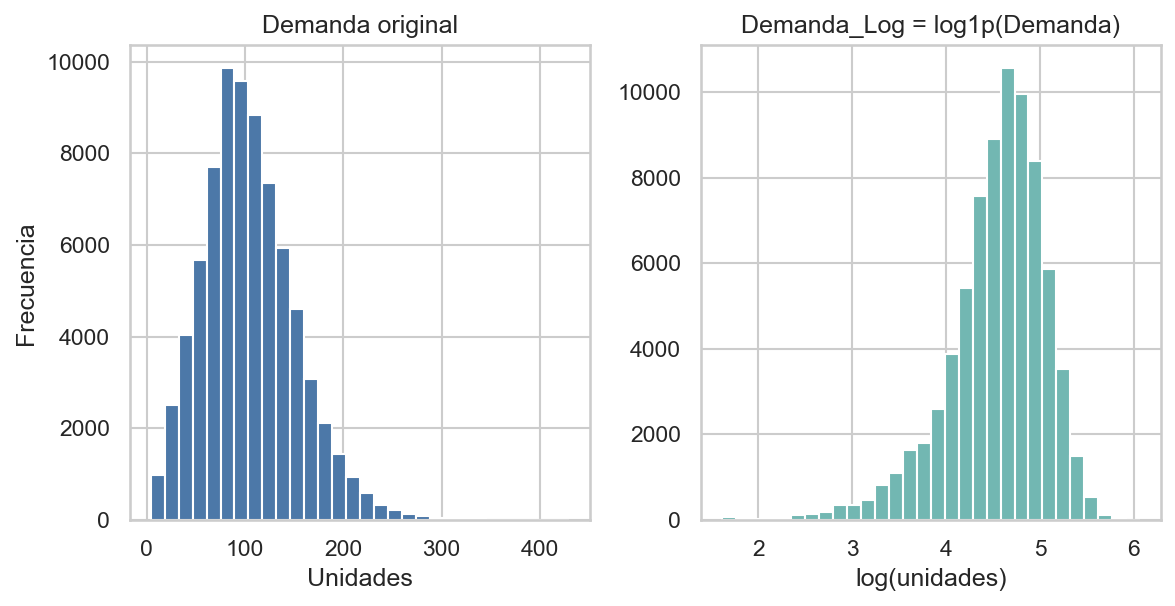 Demanda original
Frecuencia
10000
8000
6000
4000
2000
0
0 100 200 300 400
Unidades
Demanda_Log = log1p(Demanda)
10000
8000
6000
4000
2000
0
2 3 4 5 6
log(unidades)